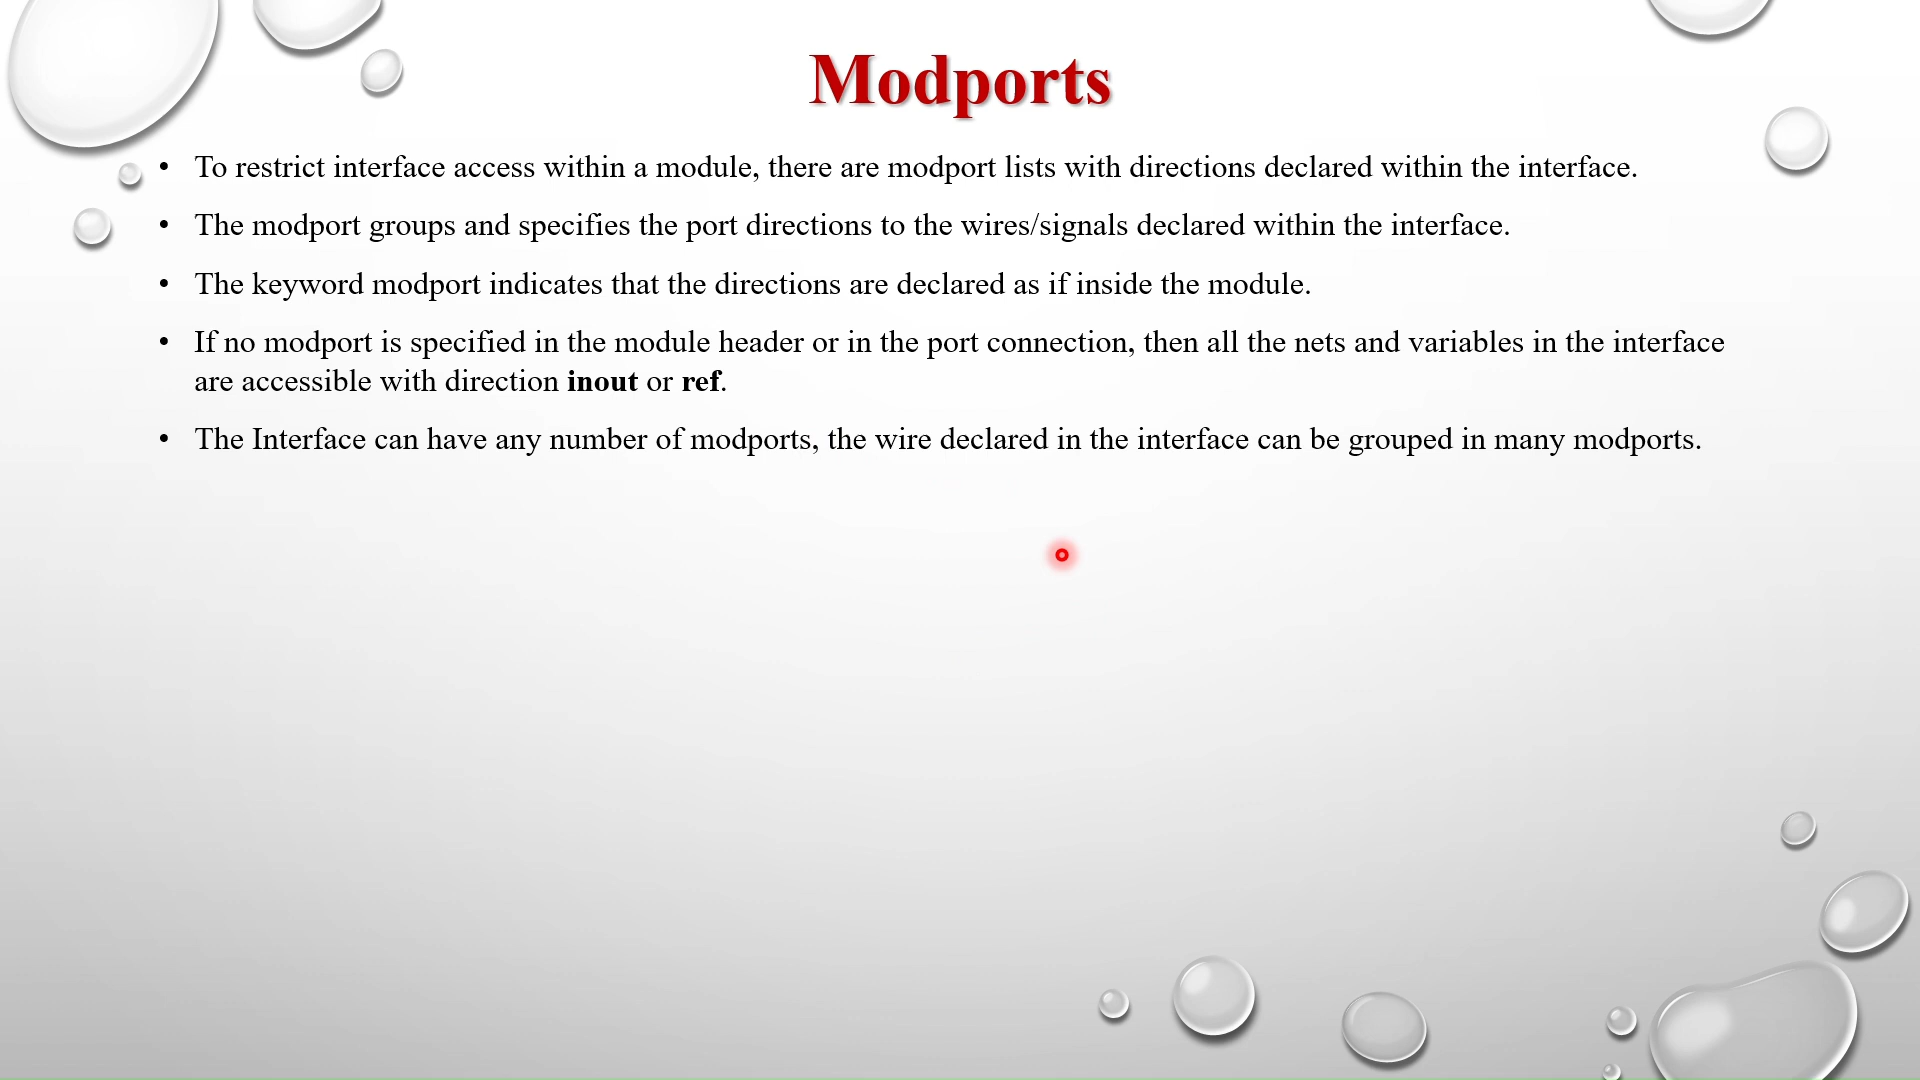 Modports
• To restrict interface access within a module, there are modport lists with directions declared within the interface.
• The modport groups and specifies the port directions to the wires/signals declared within the interface.
• The keyword modport indicates that the directions are declared as if inside the module.
• If no modport is specified in the module header or in the port connection, then all the nets and variables in the interface
are accessible with direction inout or ref.
• The Interface can have any number of modports, the wire declared in the interface can be grouped in many modports.